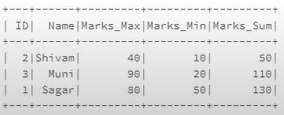 +---+------+---------+---------+---------+
| ID| Name|Marks_Max|Marks_Min|Marks_Sum|
+---+------+---------+---------+---------+
| 2|Shivam| 40| 10| 50|
| 3| Muni| 90| 20| 110|
| 1| Sagar| 80| 50| 130|
+---+------+---------+---------+---------+